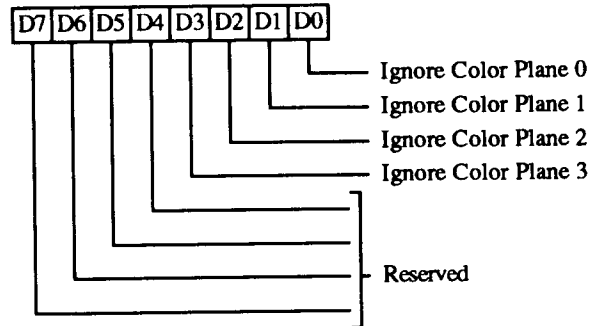 D7 D6 D5 D4 D3 D2 D1 D0
Ignore Color Plane 0
Ignore Color Plane 1
Ignore Color Plane 2
Ignore Color Plane 3
Reserved